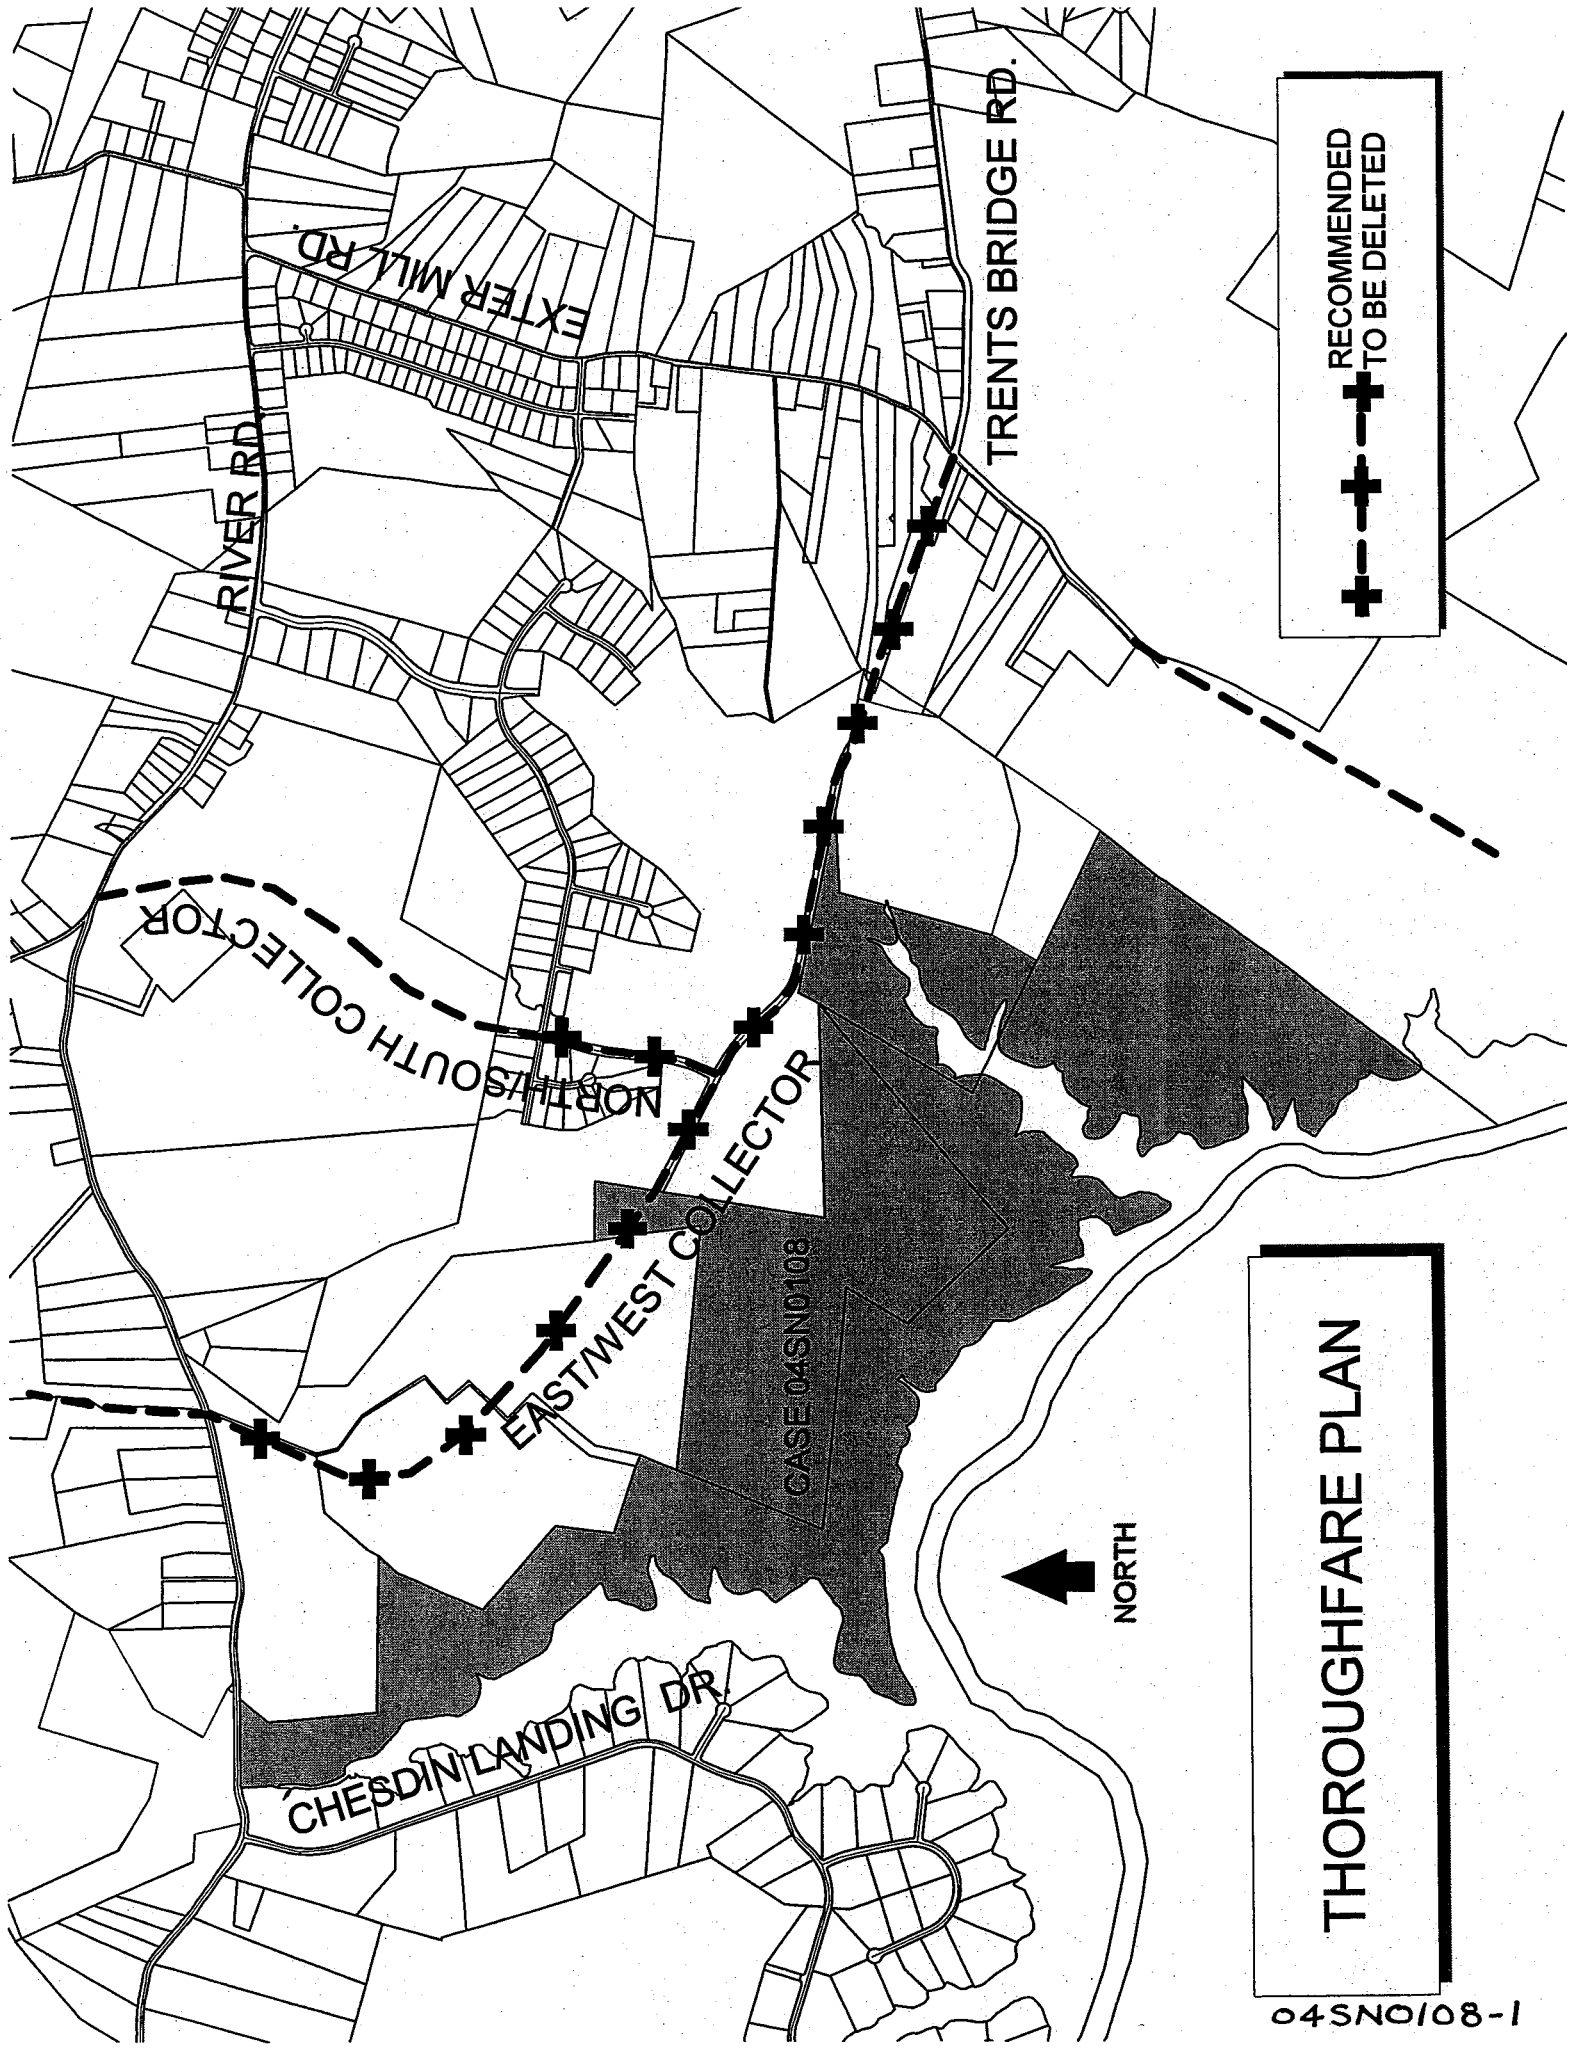 RIVER RD.
EXTER MILL RD.
TRENTS BRIDGE RD.
NORTH/SOUTH COLLECTOR
EAST/WEST COLLECTOR
CASE 04SN0108
CHESDIN LANDING DR.
NORTH
RECOMMENDED
TO BE DELETED
THOROUGHFARE PLAN
04SN0108-1